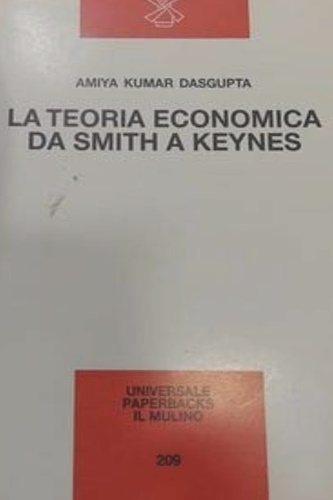 AMIYA KUMAR DASGUPTA
LA TEORIA ECONOMICA
DA SMITH A KEYNES
UNIVERSALE
PAPERBACKS
IL MULINO
209